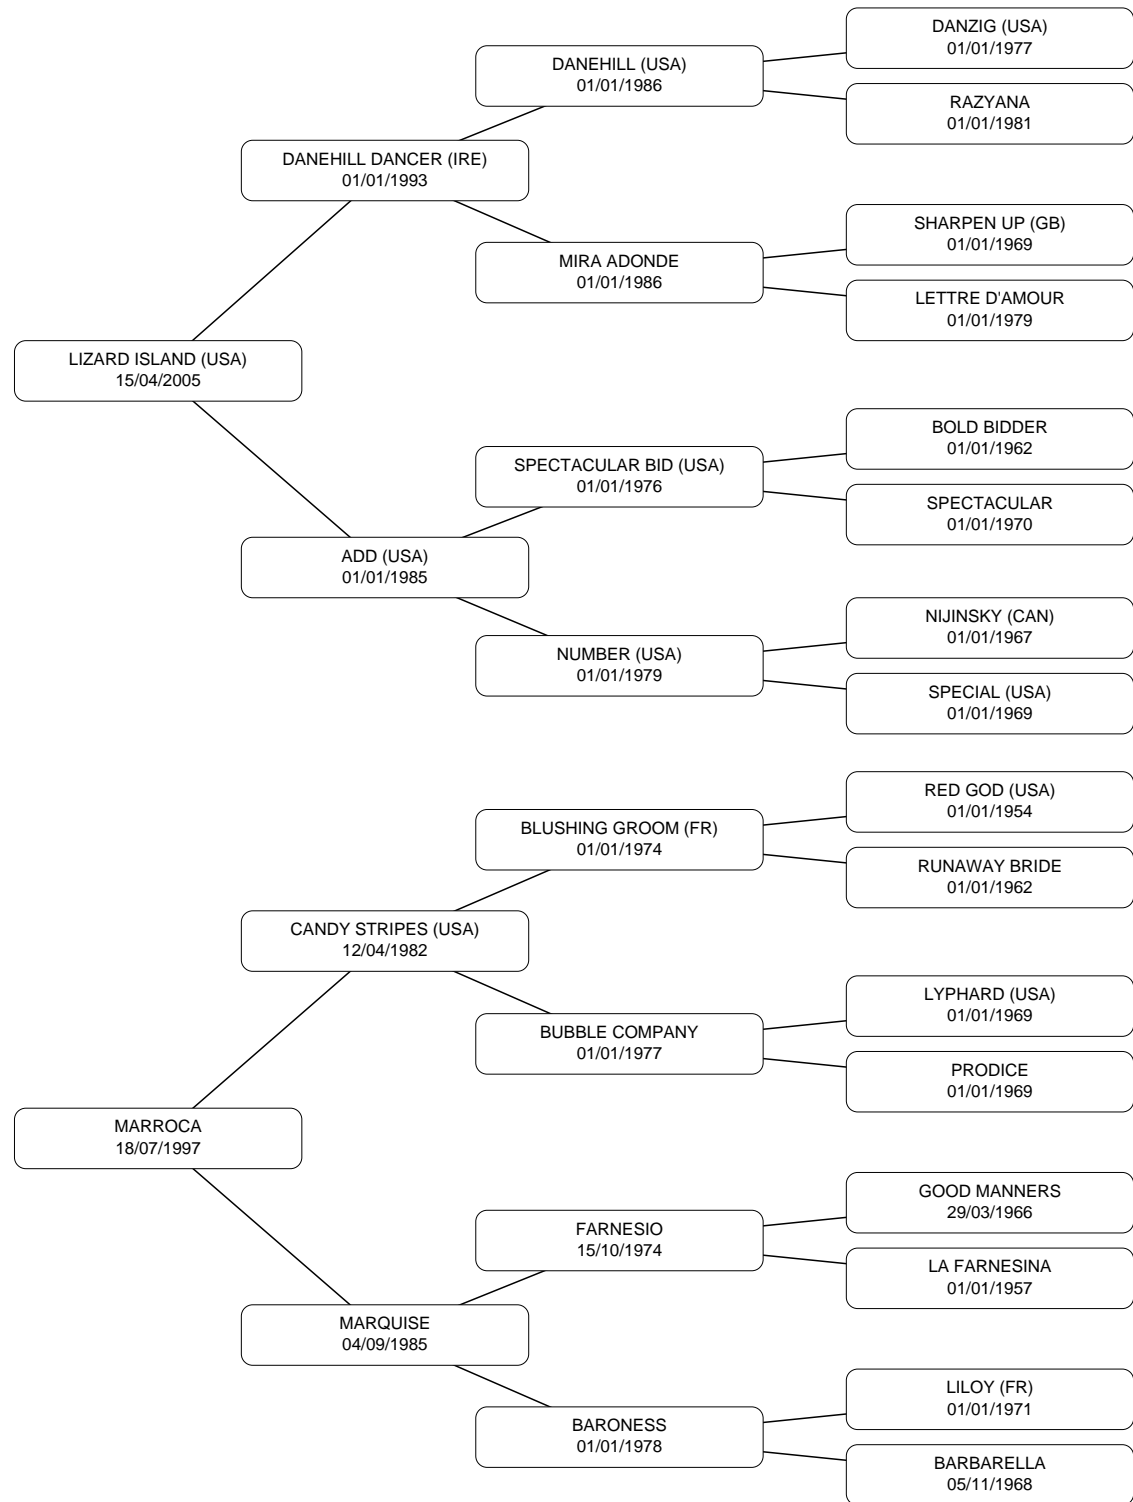 DANZIG (USA)
01/01/1977
DANEHILL (USA)
01/01/1986
RAZYANA
01/01/1981
DANEHILL DANCER (IRE)
01/01/1993
SHARPEN UP (GB)
01/01/1969
MIRA ADONDE
01/01/1986
LETTRE D'AMOUR
01/01/1979
LIZARD ISLAND (USA)
15/04/2005
BOLD BIDDER
01/01/1962
SPECTACULAR BID (USA)
01/01/1976
SPECTACULAR
01/01/1970
ADD (USA)
01/01/1985
NIJINSKY (CAN)
01/01/1967
NUMBER (USA)
01/01/1979
SPECIAL (USA)
01/01/1969
RED GOD (USA)
01/01/1954
BLUSHING GROOM (FR)
01/01/1974
RUNAWAY BRIDE
01/01/1962
CANDY STRIPES (USA)
12/04/1982
LYPHARD (USA)
01/01/1969
BUBBLE COMPANY
01/01/1977
PRODICE
01/01/1969
MARROCA
18/07/1997
GOOD MANNERS
29/03/1966
FARNESIO
15/10/1974
LA FARNESINA
01/01/1957
MARQUISE
04/09/1985
LILOY (FR)
01/01/1971
BARONESS
01/01/1978
BARBARELLA
05/11/1968